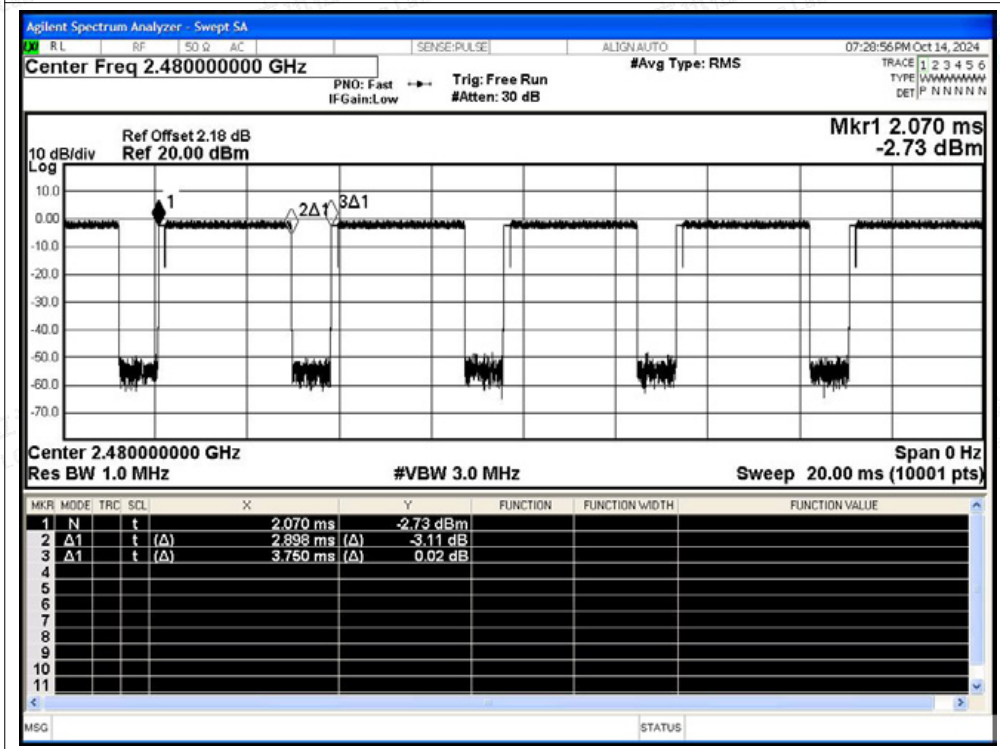 Agilent Spectrum Analyzer - Swept SA
LXI RL RF 50 Ω AC SENSE:PULSE ALIGN AUTO 07:28:56 PM Oct 14, 2024
Center Freq 2.480000000 GHz
PNO: Fast
IFGain:Low
Trig: Free Run
#Atten: 30 dB
#Avg Type: RMS
TRACE 1 2 3 4 5 6
TYPE WWWWWW
DET P N N N N N
Mkr1 2.070 ms
-2.73 dBm
Ref Offset 2.18 dB
10 dB/div Ref 20.00 dBm
Log
10.0
0.00
-10.0
-20.0
-30.0
-40.0
-50.0
-60.0
-70.0
1
2Δ1
3Δ1
Center 2.480000000 GHz Span 0 Hz
Res BW 1.0 MHz #VBW 3.0 MHz Sweep 20.00 ms (10001 pts)
MKR MODE TRC SCL X Y FUNCTION FUNCTION WIDTH FUNCTION VALUE
1 N t 2.070 ms -2.73 dBm
2 Δ1 t (Δ) 2.898 ms (Δ) -3.11 dB
3 Δ1 t (Δ) 3.750 ms (Δ) 0.02 dB
4
5
6
7
8
9
10
11
MSG STATUS